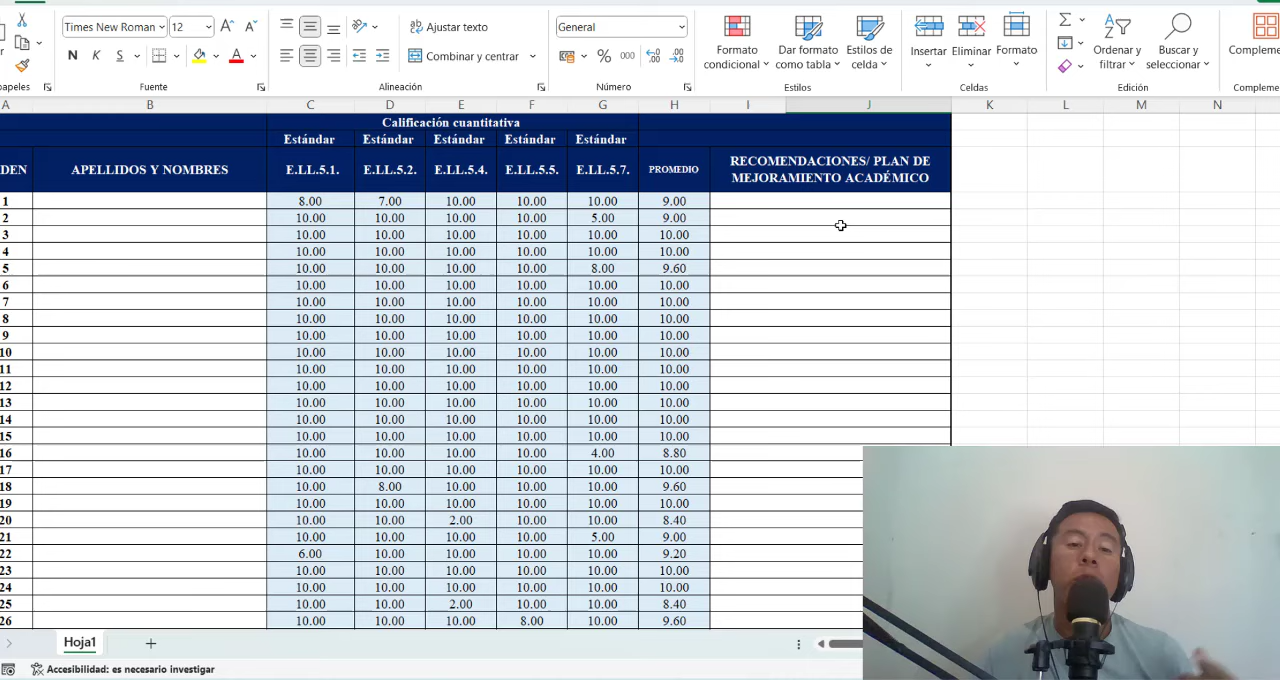 Times New Roman 12 A A Ajustar texto General
N K S A Combinar y centrar % 000
Formato condicional Dar formato como tabla Estilos de celda Insertar Eliminar Formato Ordenar y filtrar Buscar y seleccionar Compleme
apeles Fuente Alineación Número Estilos Celdas Edición Compleme
A B C D E F G H I J K L M N
Calificación cuantitativa
Estándar Estándar Estándar Estándar Estándar
DEN APELLIDOS Y NOMBRES E.LL.5.1. E.LL.5.2. E.LL.5.4. E.LL.5.5. E.LL.5.7. PROMEDIO RECOMENDACIONES/ PLAN DE
MEJORAMIENTO ACADÉMICO
1 8.00 7.00 10.00 10.00 10.00 9.00
2 10.00 10.00 10.00 10.00 5.00 9.00
3 10.00 10.00 10.00 10.00 10.00 10.00
4 10.00 10.00 10.00 10.00 10.00 10.00
5 10.00 10.00 10.00 10.00 8.00 9.60
6 10.00 10.00 10.00 10.00 10.00 10.00
7 10.00 10.00 10.00 10.00 10.00 10.00
8 10.00 10.00 10.00 10.00 10.00 10.00
9 10.00 10.00 10.00 10.00 10.00 10.00
10 10.00 10.00 10.00 10.00 10.00 10.00
11 10.00 10.00 10.00 10.00 10.00 10.00
12 10.00 10.00 10.00 10.00 10.00 10.00
13 10.00 10.00 10.00 10.00 10.00 10.00
14 10.00 10.00 10.00 10.00 10.00 10.00
15 10.00 10.00 10.00 10.00 10.00 10.00
16 10.00 10.00 10.00 10.00 4.00 8.80
17 10.00 10.00 10.00 10.00 10.00 10.00
18 10.00 8.00 10.00 10.00 10.00 9.60
19 10.00 10.00 10.00 10.00 10.00 10.00
20 10.00 10.00 2.00 10.00 10.00 8.40
21 10.00 10.00 10.00 10.00 5.00 9.00
22 6.00 10.00 10.00 10.00 10.00 9.20
23 10.00 10.00 10.00 10.00 10.00 10.00
24 10.00 10.00 10.00 10.00 10.00 10.00
25 10.00 10.00 2.00 10.00 10.00 8.40
26 10.00 10.00 10.00 8.00 10.00 9.60
Hoja1
Accesibilidad: es necesario investigar